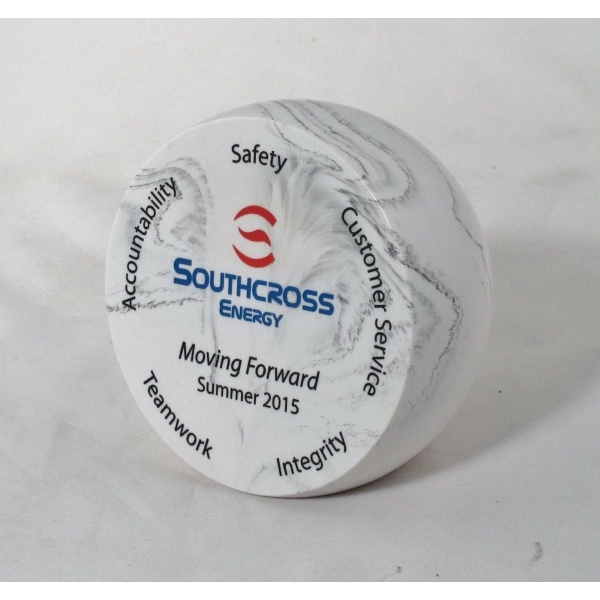 Safety
Accountability
Customer Service
SOUTHCROSS
ENERGY
Moving Forward
Summer 2015
Teamwork
Integrity